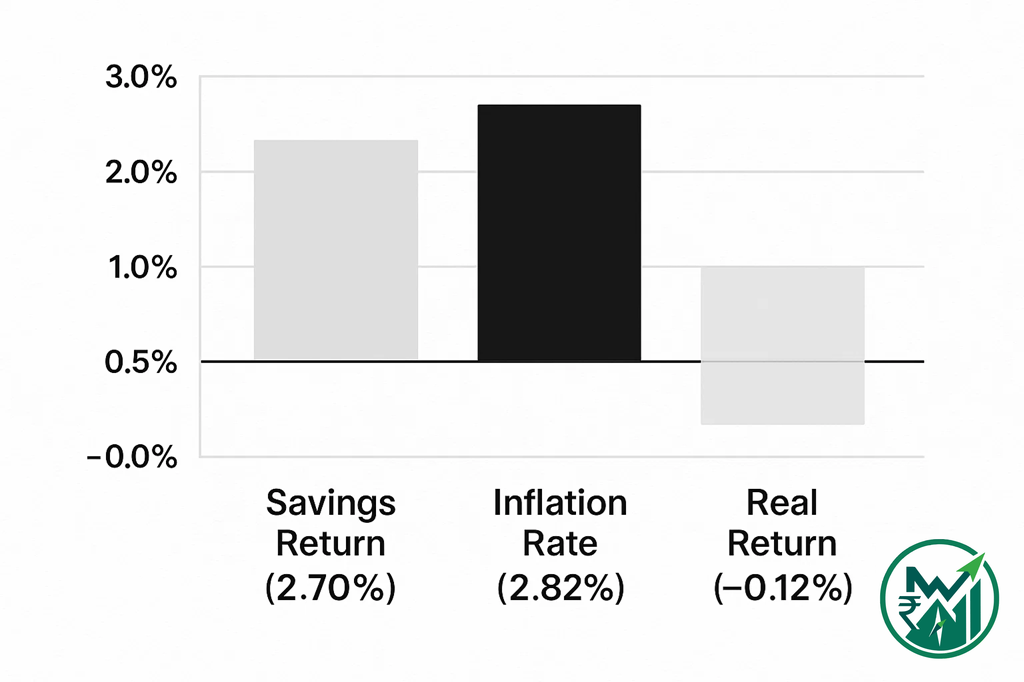 3.0%
2.0%
1.0%
0.5%
−0.0%
Savings
Return
(2.70%)
Inflation
Rate
(2.82%)
Real
Return
(−0.12%)
₹